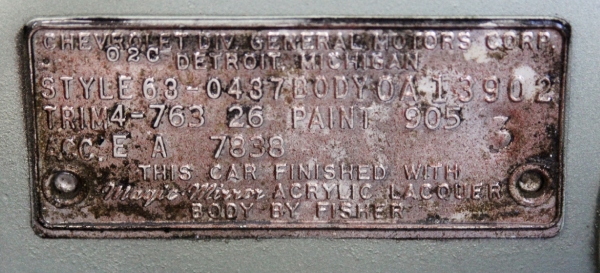 CHEVROLET DIV. GENERAL MOTORS CORP.
02C DETROIT, MICHIGAN
STYLE 63-0437 BODY OA 13902
TRIM 4-763 26 PAINT 905 3
ACC. E A 7838
THIS CAR FINISHED WITH
Magic-Mirror ACRYLIC LACQUER
BODY BY FISHER